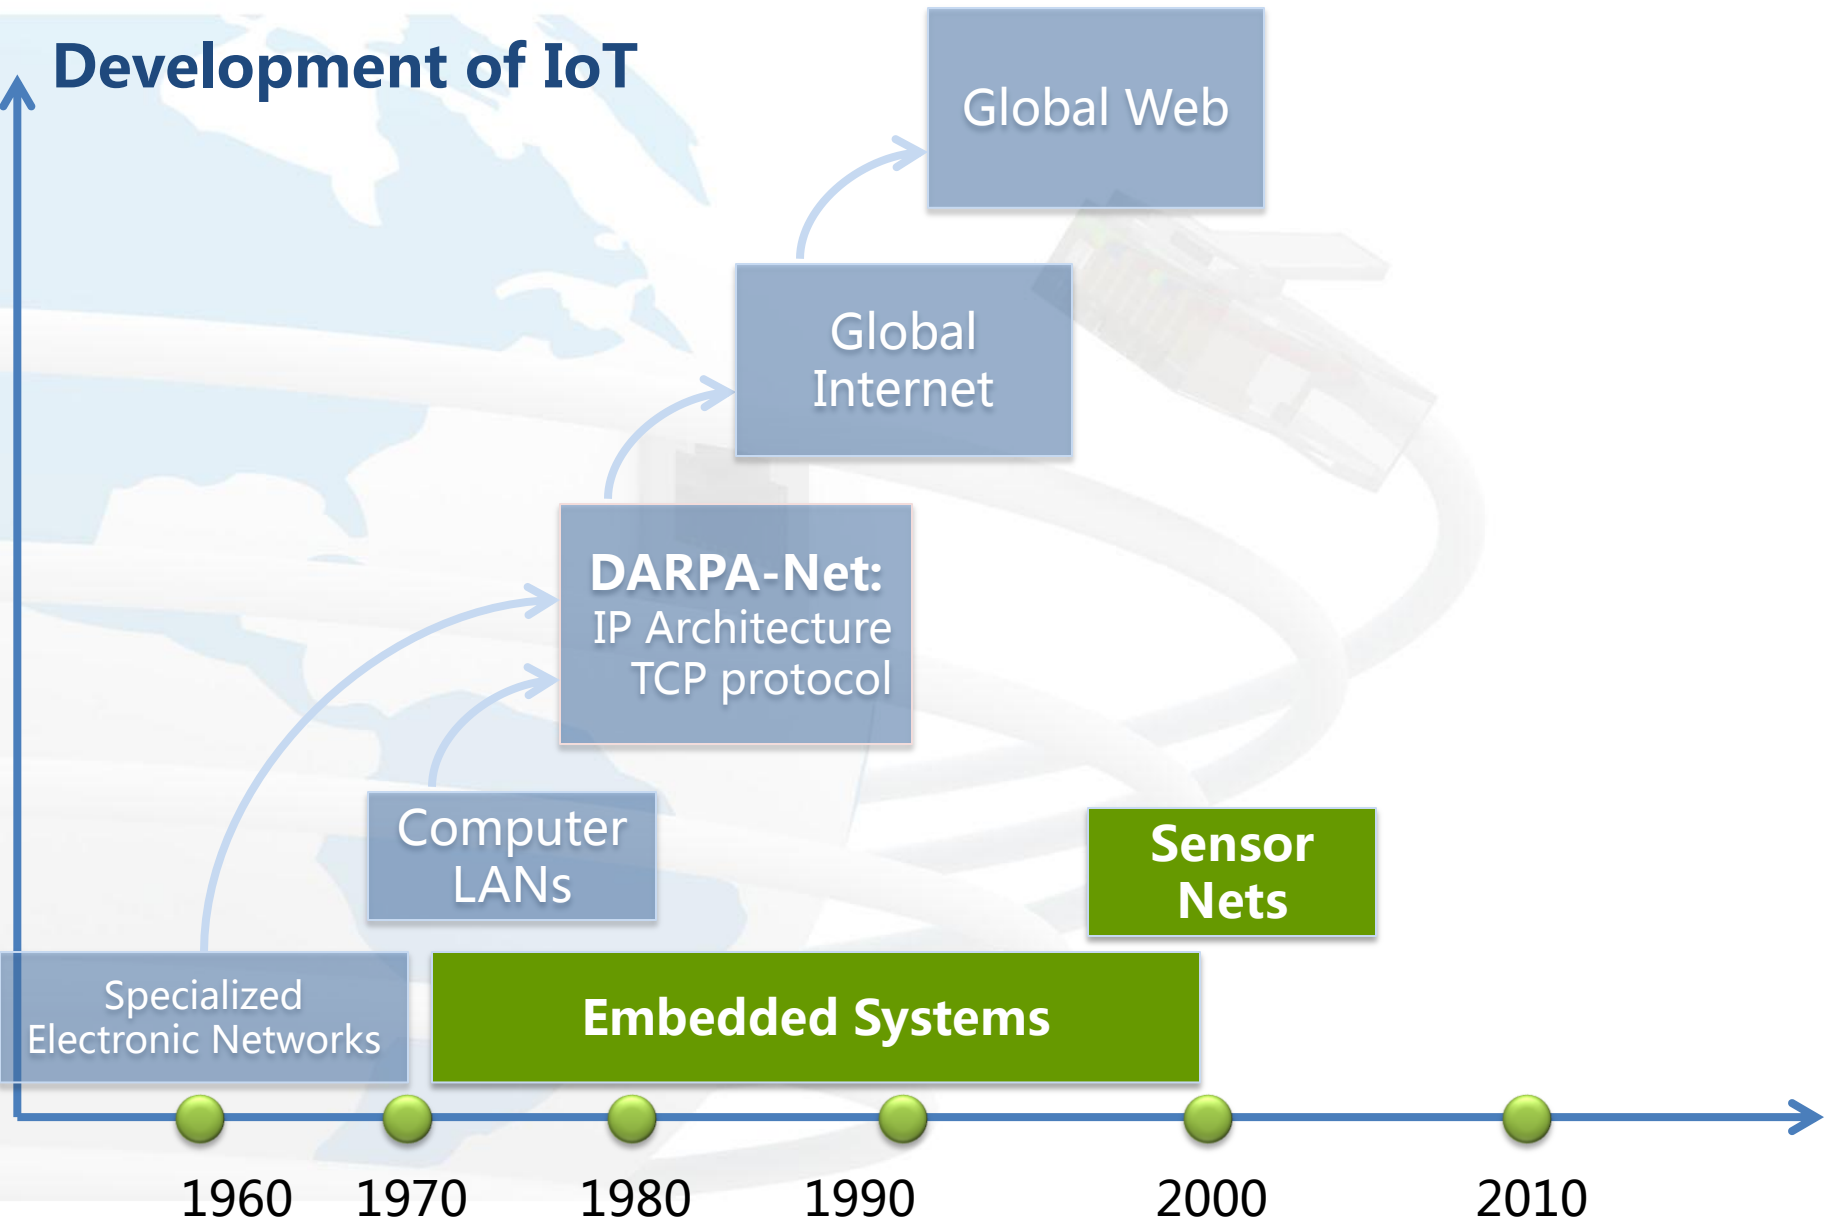 Development of IoT
Global Web
Global
Internet
DARPA-Net:
IP Architecture
TCP protocol
Computer
LANs
Sensor
Nets
Specialized
Electronic Networks
Embedded Systems
1960 1970 1980 1990 2000 2010